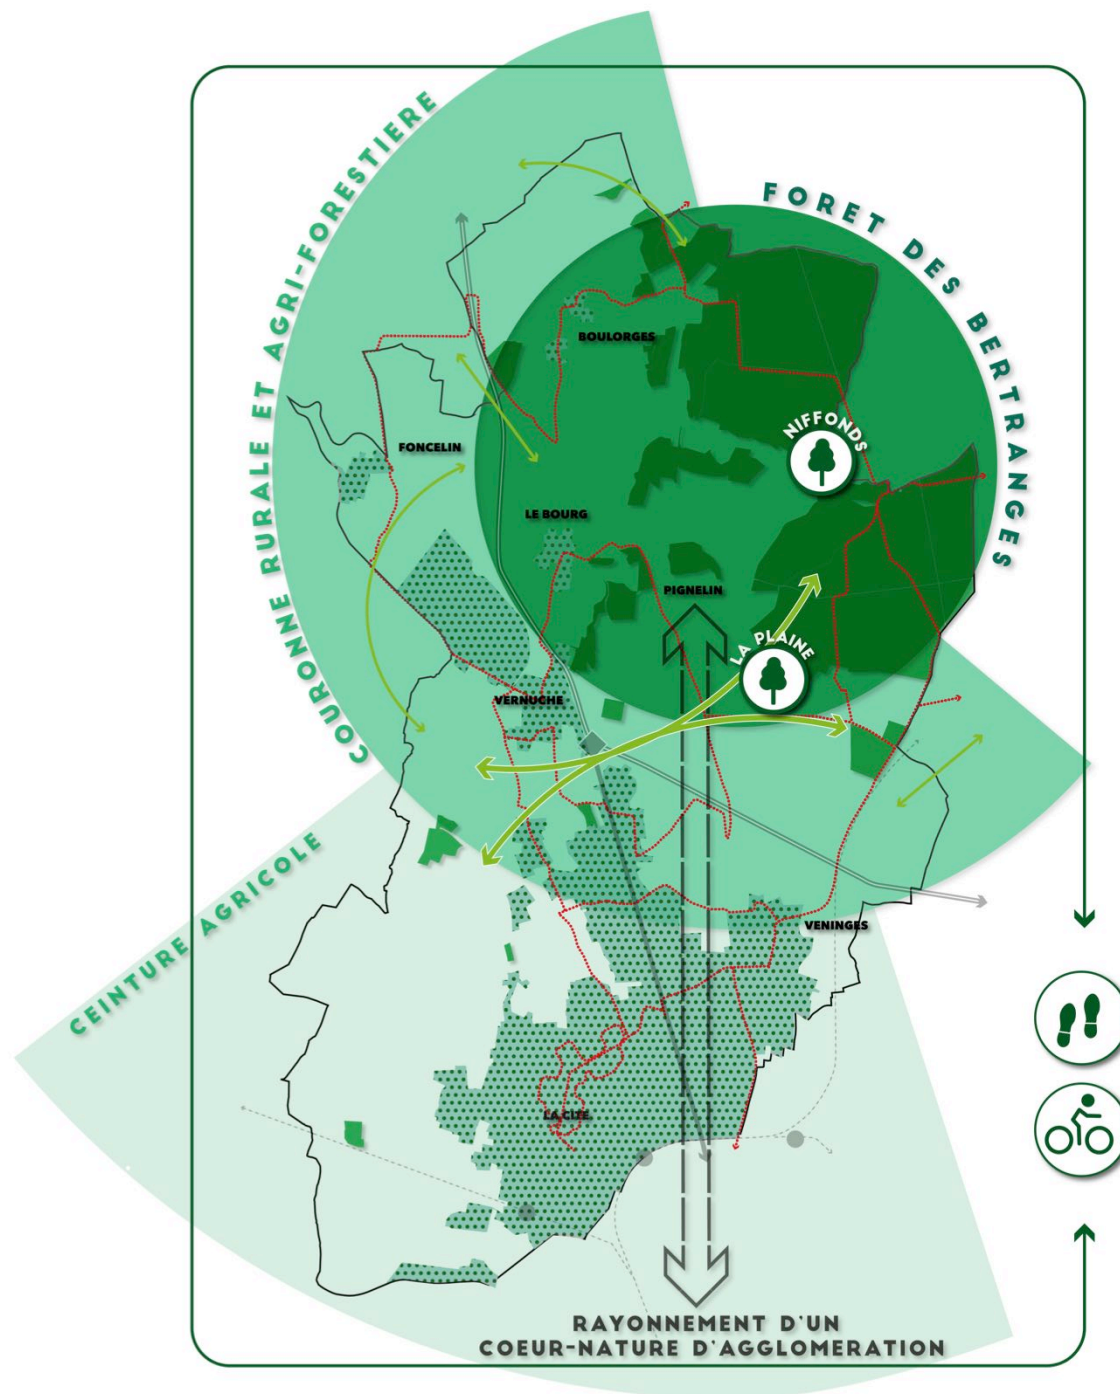 COURONNE RURALE ET AGRI-FORESTIERE
FORET DES BERTRANGES
BOULORGES
NIFFONDS
FONCELIN
LE BOURG
PIGNELIN
LA PLAINE
VERNUCHE
CEINTURE AGRICOLE
VENINGES
LA CITE
RAYONNEMENT D'UN
COEUR-NATURE D'AGGLOMERATION